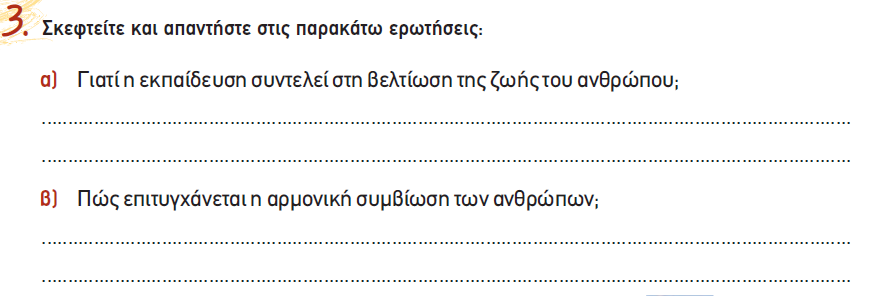 3. Σκεφτείτε και απαντήστε στις παρακάτω ερωτήσεις:
α) Γιατί η εκπαίδευση συντελεί στη βελτίωση της ζωής του ανθρώπου;
..........................................................................................
..........................................................................................
β) Πώς επιτυγχάνεται η αρμονική συμβίωση των ανθρώπων;
..........................................................................................
..........................................................................................